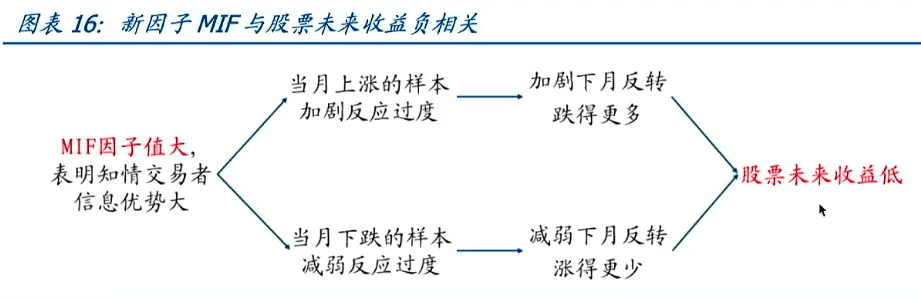 图表 16： 新因子 MIF 与股票未来收益负相关
MIF因子值大，
表明知情交易者
信息优势大
当月上涨的样本
加剧反应过度
加剧下月反转
跌得更多
当月下跌的样本
减弱反应过度
减弱下月反转
涨得更少
股票未来收益低